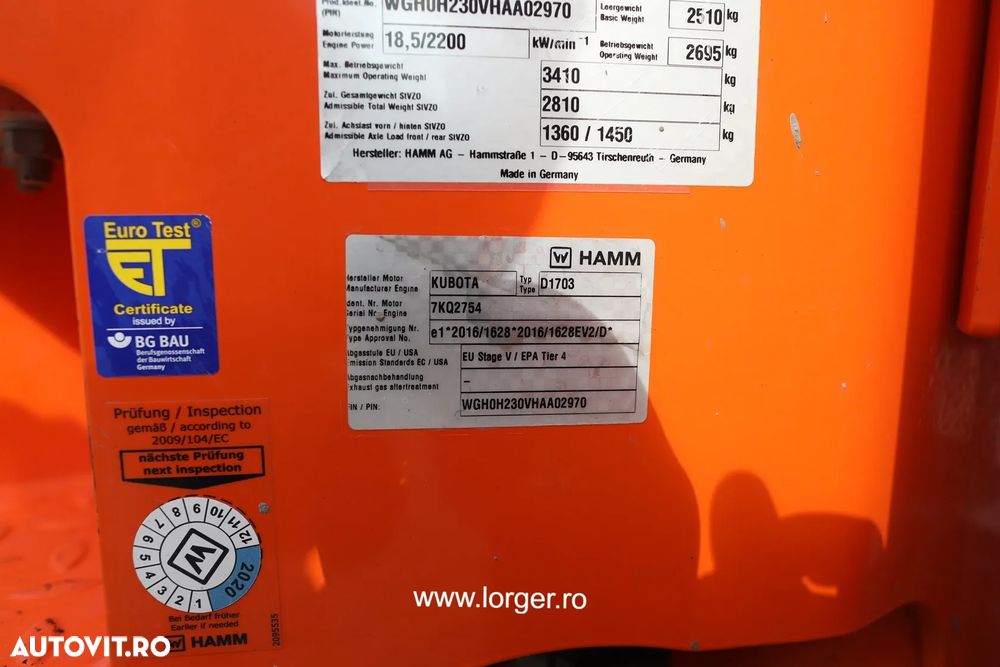 Prod. Ident. No.
(PIN)
WGH0H230VHAA02970
Leergewicht
Basic Weight
2510 kg
Motorleistung
Engine Power
18,5/2200
kW/min -1
Betriebsgewicht
Operating Weight
2695 kg
Max. Betriebsgewicht
Maximum Operating Weight
3410 kg
Zul. Gesamtgewicht StVZO
Admissible Total Weight StVZO
2810 kg
Zul. Achslast vorn / hinten StVZO
Admissible Axle Load front / rear StVZO
1360 / 1450 kg
Hersteller: HAMM AG – Hammstraße 1 – D–95643 Tirschenreuth – Germany
Made in Germany
Euro Test®
ET
Certificate
issued by
BG BAU
Berufsgenossenschaft
der Bauwirtschaft
Germany
HAMM
Hersteller Motor
Manufacturer Engine
KUBOTA
Typ
Type
D1703
Ident. Nr. Motor
Serial Nr. Engine
7KQ2754
Typgenehmigung Nr.
Type Approval No.
e1*2016/1628*2016/1628EV2/D*
Abgasstufe EU / USA
Emission Standards EC / USA
EU Stage V / EPA Tier 4
Abgasnachbehandlung
Exhaust gas aftertreatment
–
FIN / PIN:
WGH0H230VHAA02970
Prüfung / Inspection
gemäß / according to
2009/104/EC
nächste Prüfung
next inspection
1 2 3 4 5 6 7 8 9 10 11 12
2020
Bei Bedarf früher
Earlier if needed
HAMM
2095535
www.lorger.ro
AUTOVIT.RO